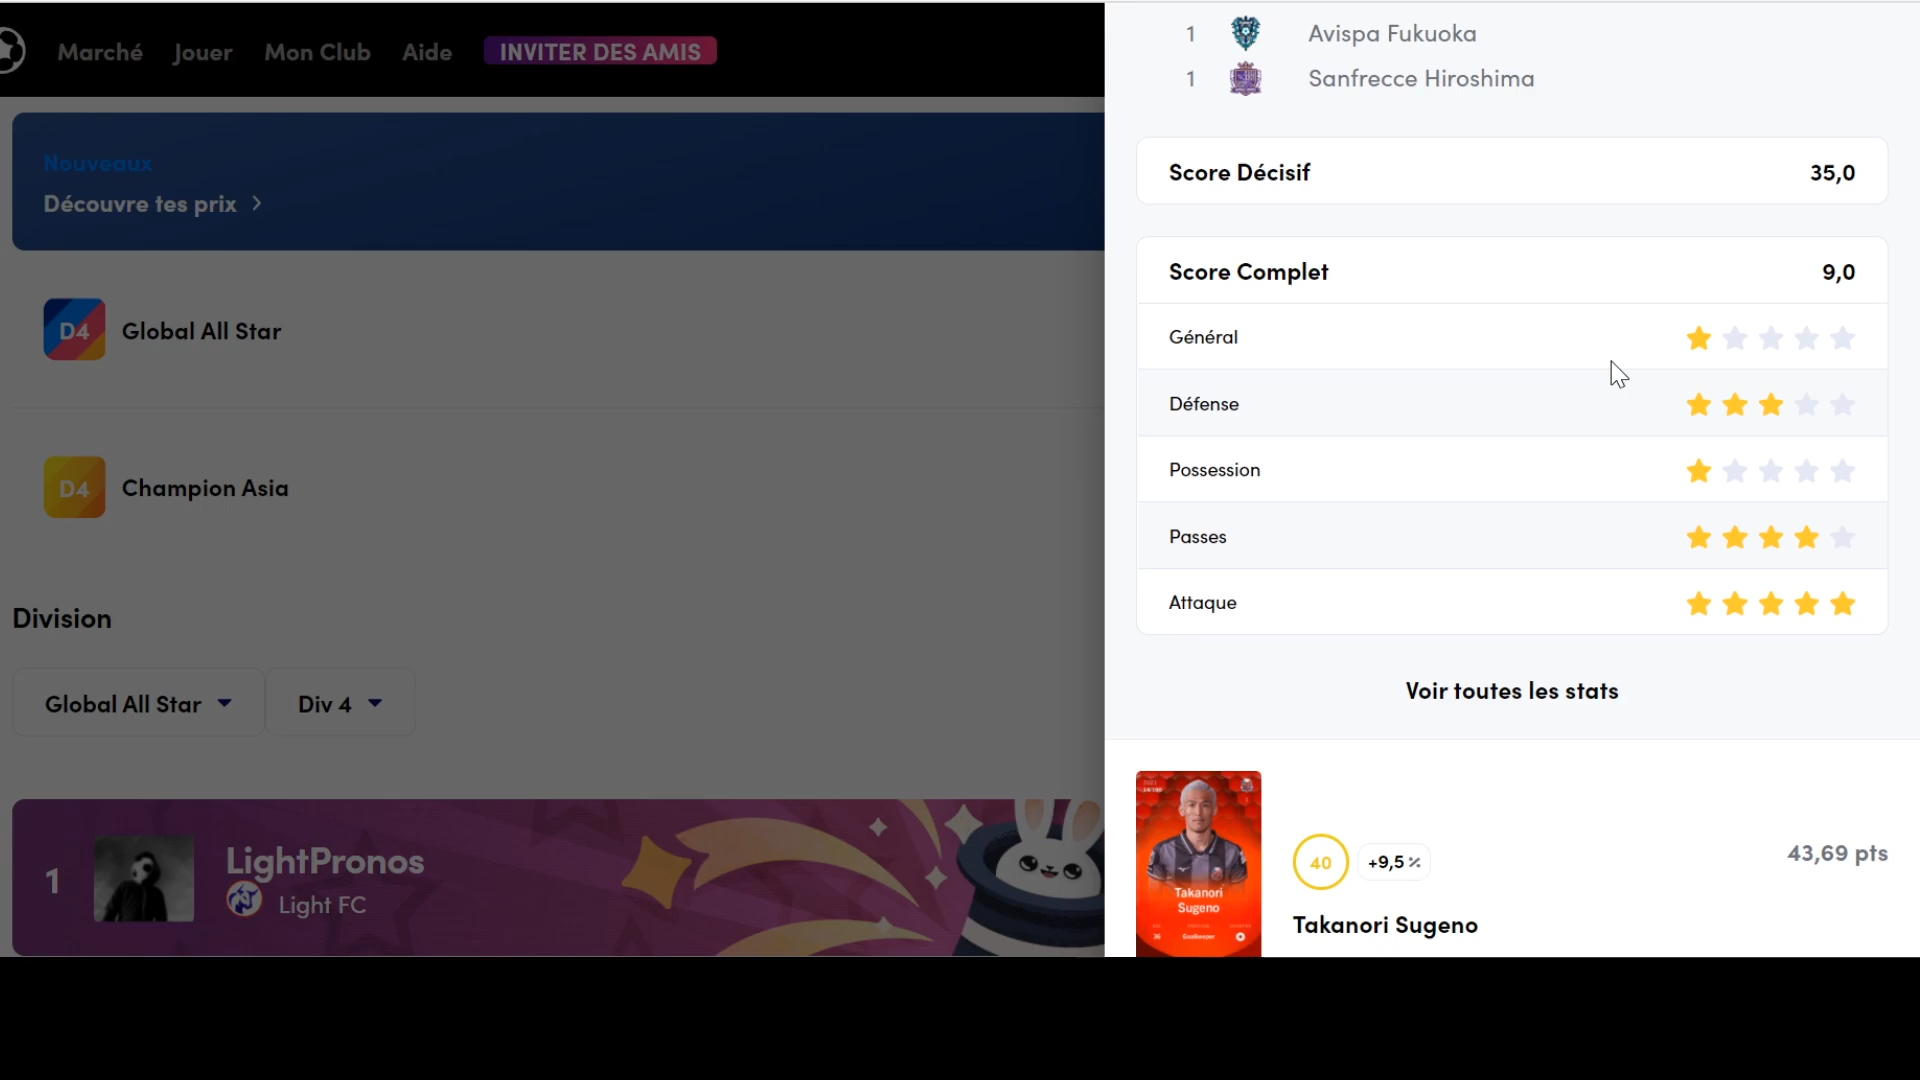 Marché Jouer Mon Club Aide INVITER DES AMIS
Nouveaux
Découvre tes prix
D4 Global All Star
D4 Champion Asia
Division
Global All Star Div 4
1 LightPronos
Light FC
1 Avispa Fukuoka
1 Sanfrecce Hiroshima
Score Décisif 35,0
Score Complet 9,0
Général
Défense
Possession
Passes
Attaque
Voir toutes les stats
Takanori
Sugeno
36 Goalkeeper
40 +9,5 %
43,69 pts
Takanori Sugeno